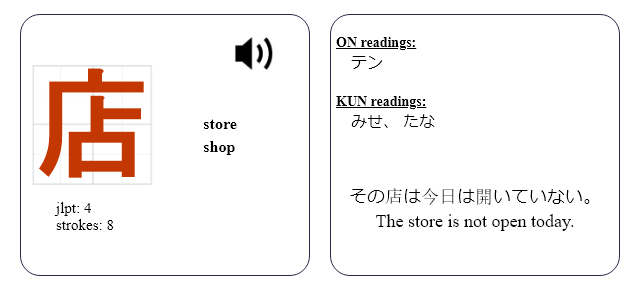 店
store
shop
jlpt: 4
strokes: 8
ON readings:
テン
KUN readings:
みせ、 たな
その店は今日は開いていない。
The store is not open today.